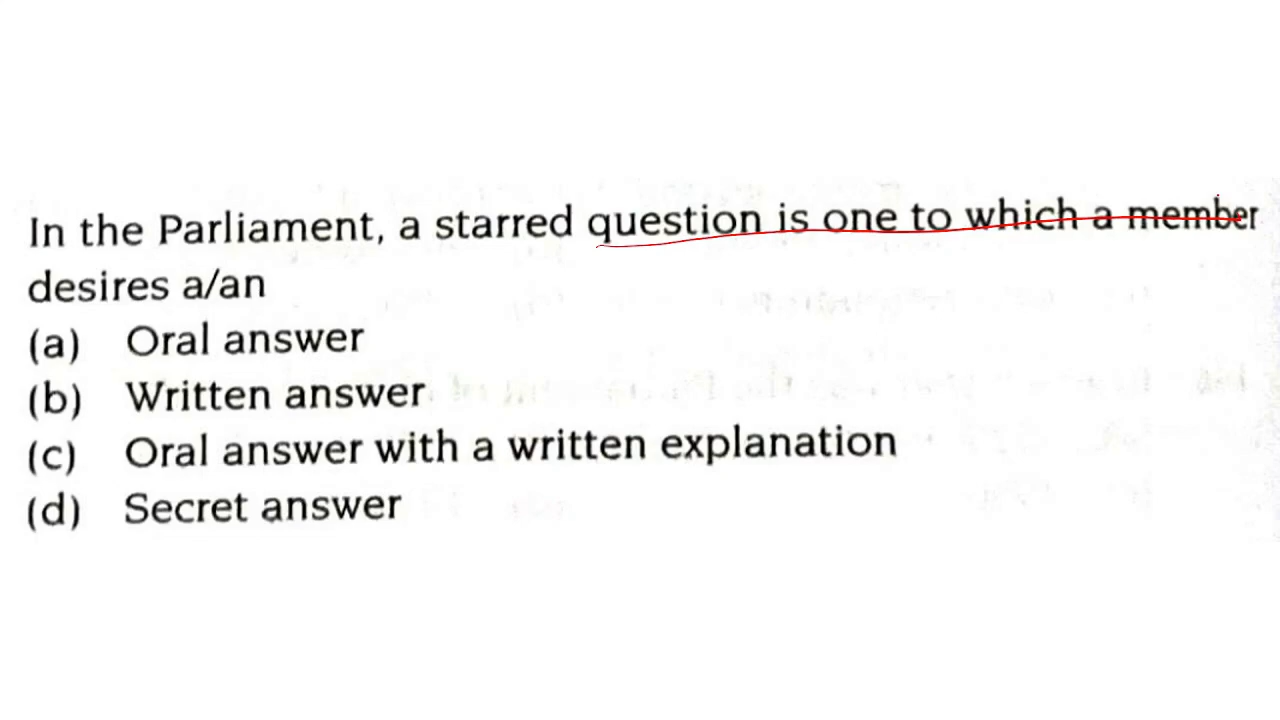 In the Parliament, a starred question is one to which a member
desires a/an
(a) Oral answer
(b) Written answer
(c) Oral answer with a written explanation
(d) Secret answer